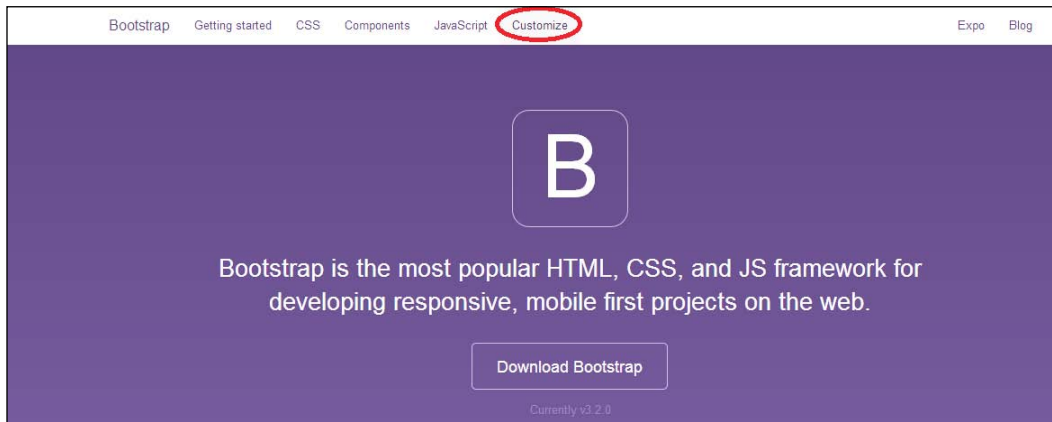 Bootstrap Getting started CSS Components JavaScript Customize Expo Blog
B
Bootstrap is the most popular HTML, CSS, and JS framework for
developing responsive, mobile first projects on the web.
Download Bootstrap
Currently v3.2.0